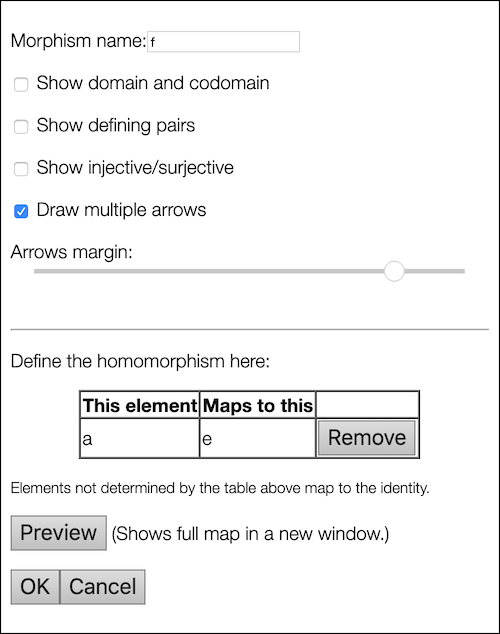 Morphism name: f
Show domain and codomain
Show defining pairs
Show injective/surjective
Draw multiple arrows
Arrows margin:
Define the homomorphism here:
This element Maps to this
a e Remove
Elements not determined by the table above map to the identity.
Preview (Shows full map in a new window.)
OK Cancel